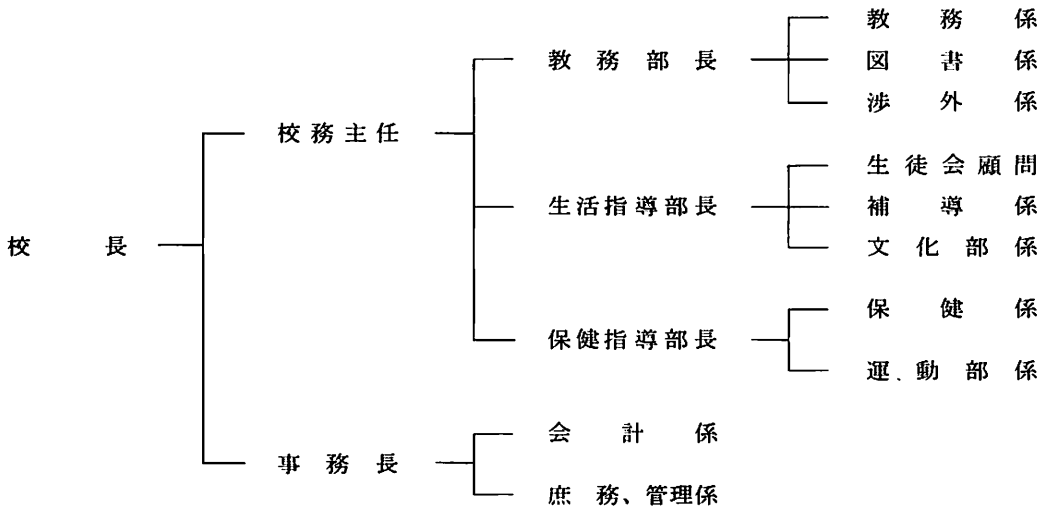 教務係
教務部長
図書係
渉外係
校務主任
生徒会顧問
生活指導部長
補導係
校長
文化部係
保健係
保健指導部長
運動部係
会計係
事務長
庶務、管理係